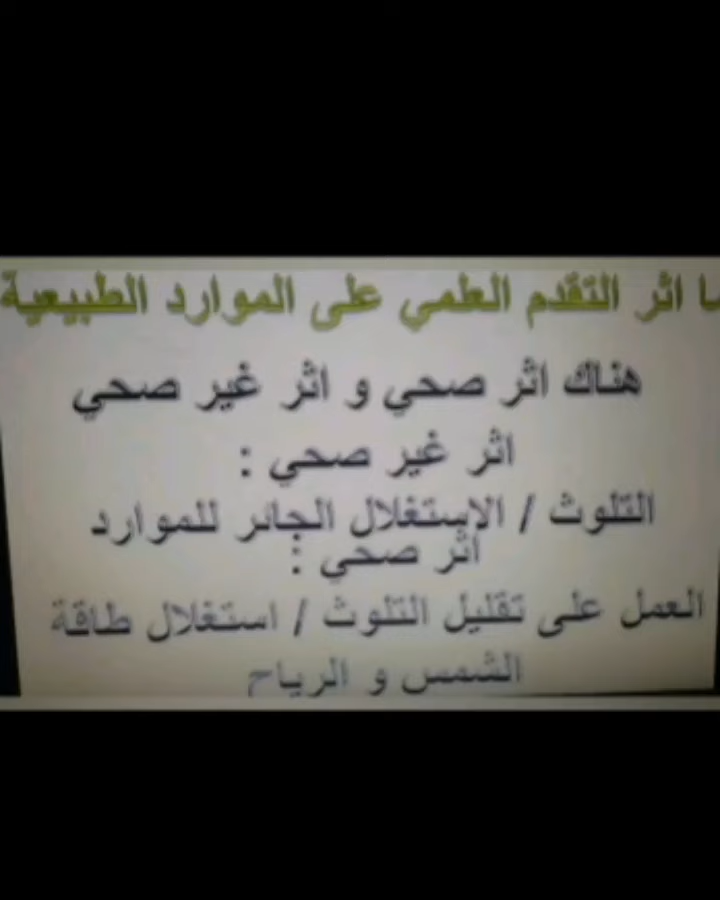 ما اثر التقدم العلمي على الموارد الطبيعية
هناك اثر صحي و اثر غير صحي
اثر غير صحي :
التلوث / الاستغلال الجائر للموارد
اثر صحي :
العمل على تقليل التلوث / استغلال طاقة
الشمس و الرياح